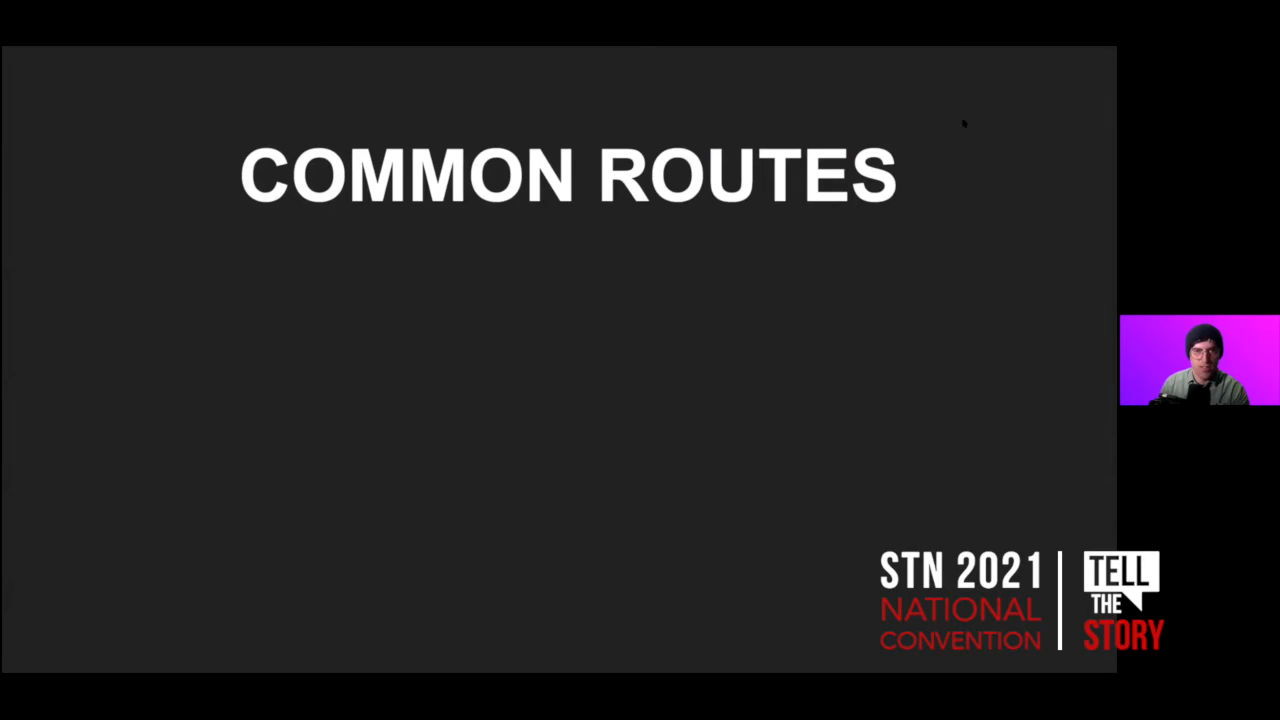 COMMON ROUTES
STN 2021
NATIONAL
CONVENTION
TELL
THE
STORY